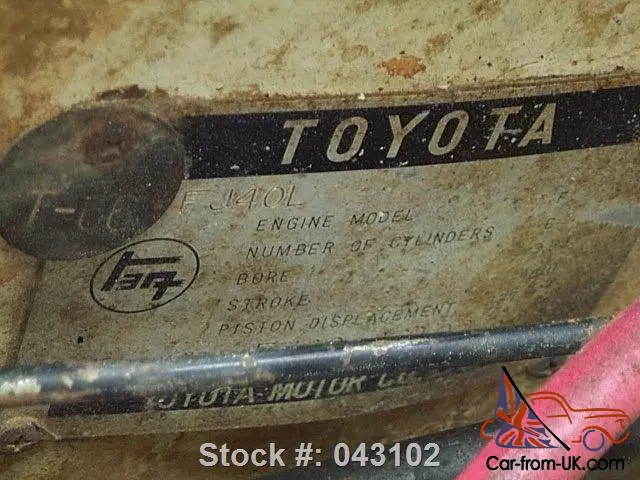 TOYOTA
FJ40L
ENGINE MODEL F
NUMBER OF CYLINDERS 6
BORE
STROKE
PISTON DISPLACEMENT
TOYOTA MOTOR
Stock #: 043102
Car-from-UK.com